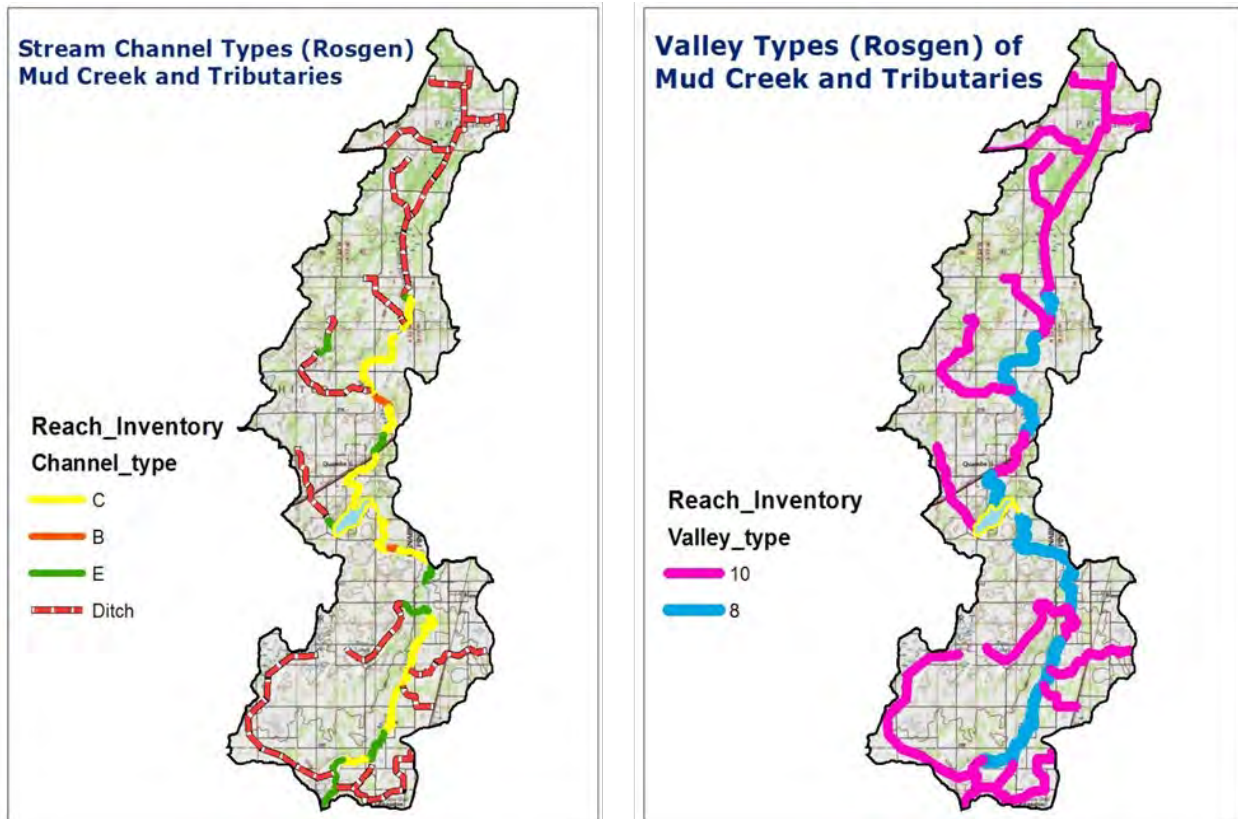 Stream Channel Types (Rosgen)
Mud Creek and Tributaries
Reach_Inventory
Channel_type
C
B
E
Ditch
Valley Types (Rosgen) of
Mud Creek and Tributaries
Reach_Inventory
Valley_type
10
8